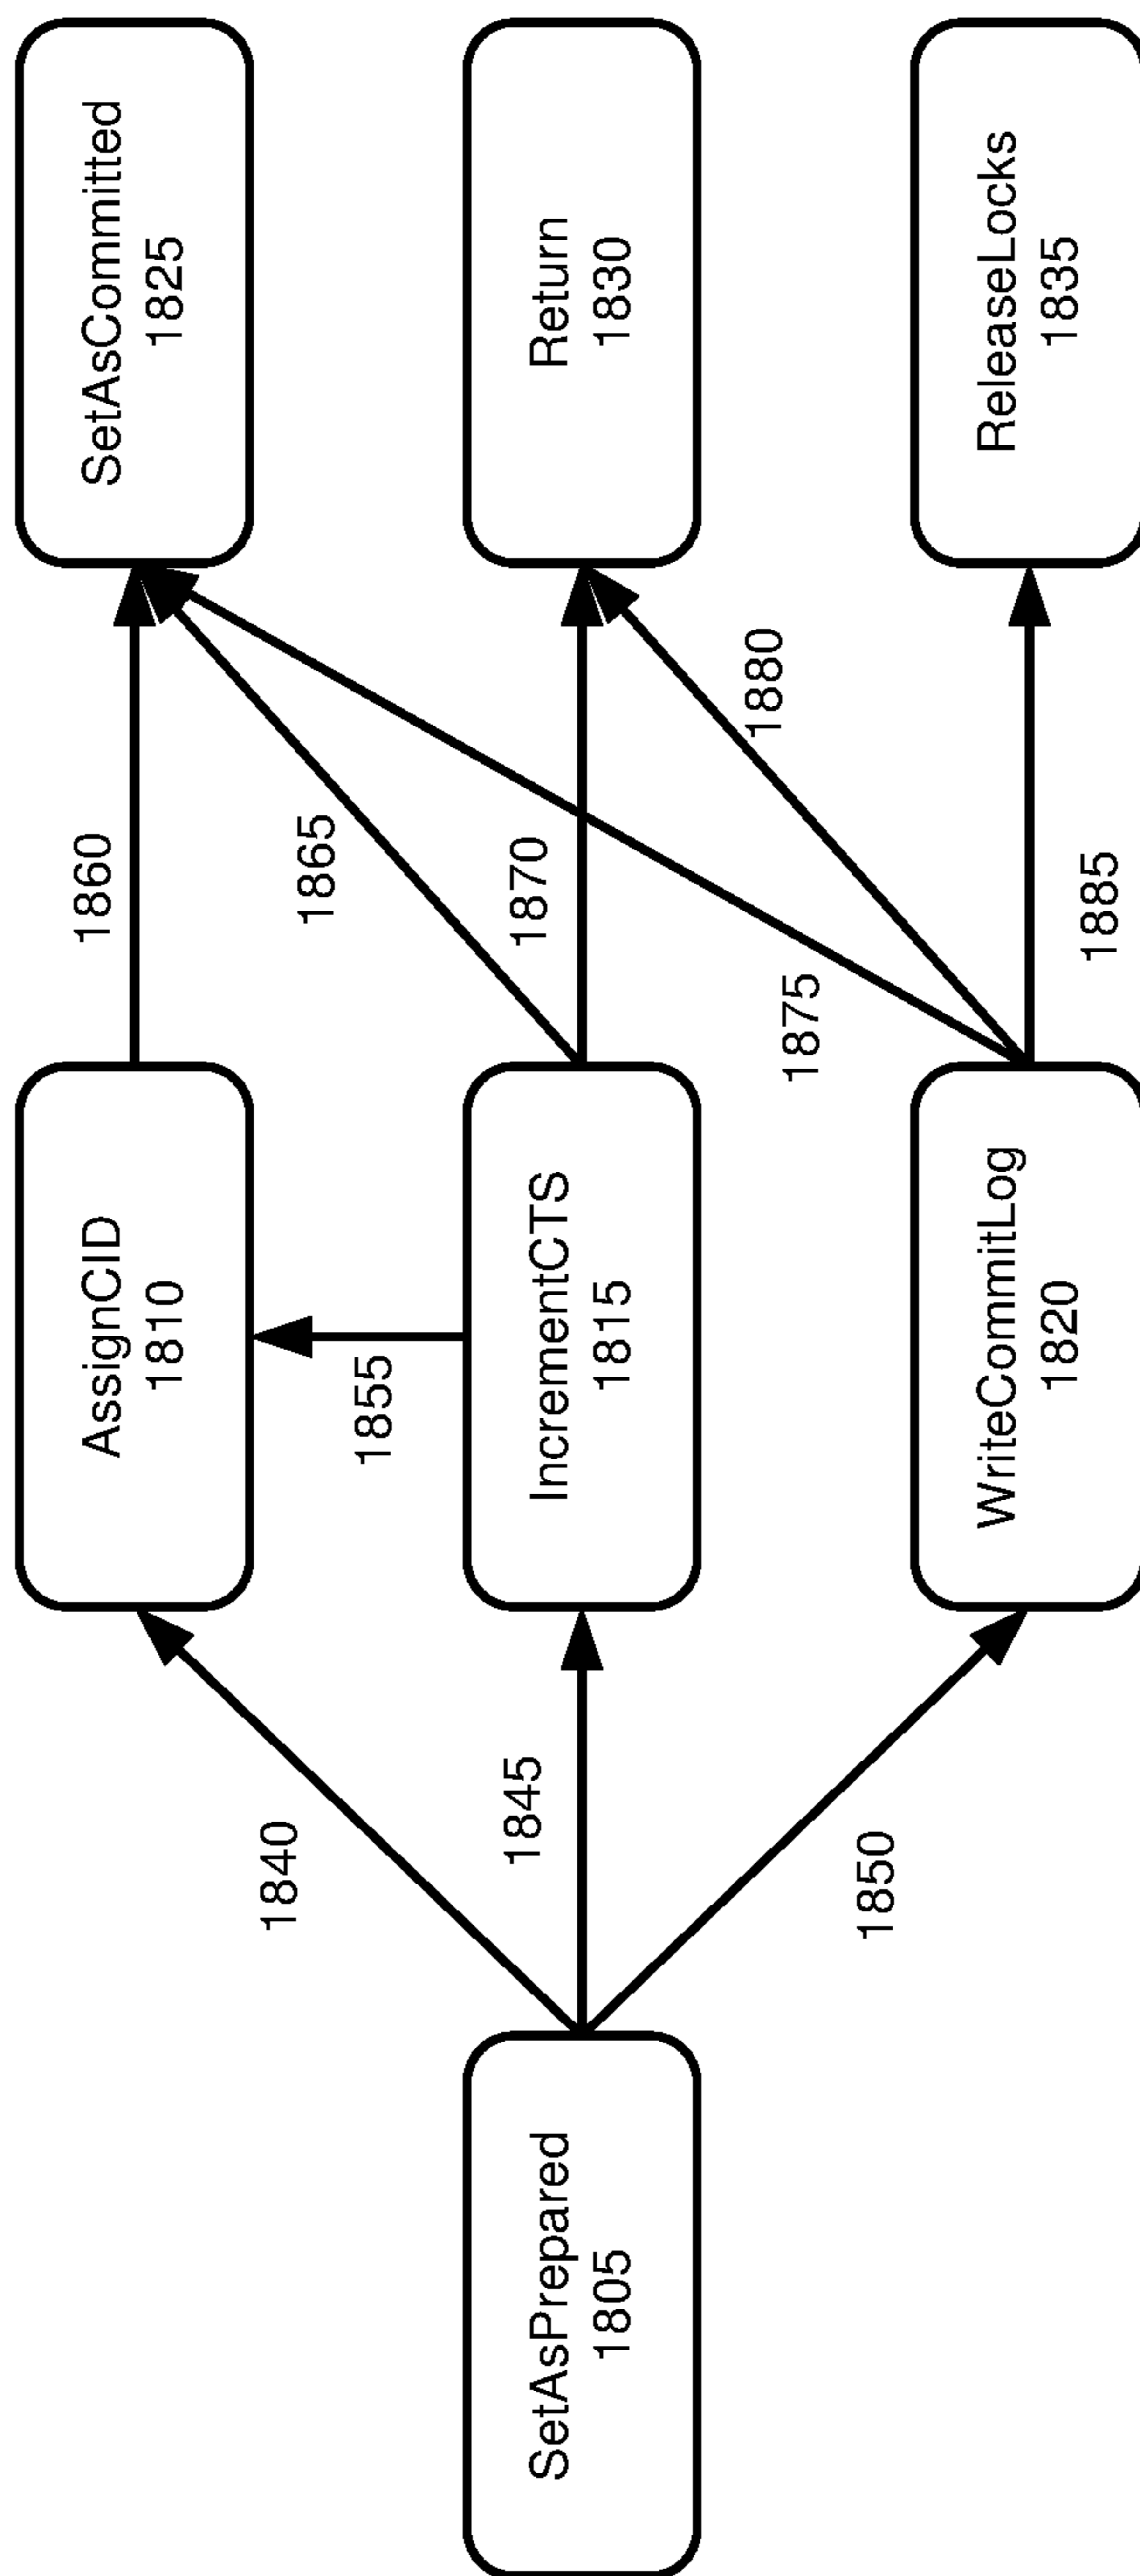 SetAsPrepared
1805
1840
1845
1850
AssignCID
1810
1855
IncrementCTS
1815
WriteCommitLog
1820
1860
1865
1870
1875
1880
1885
SetAsCommitted
1825
Return
1830
ReleaseLocks
1835